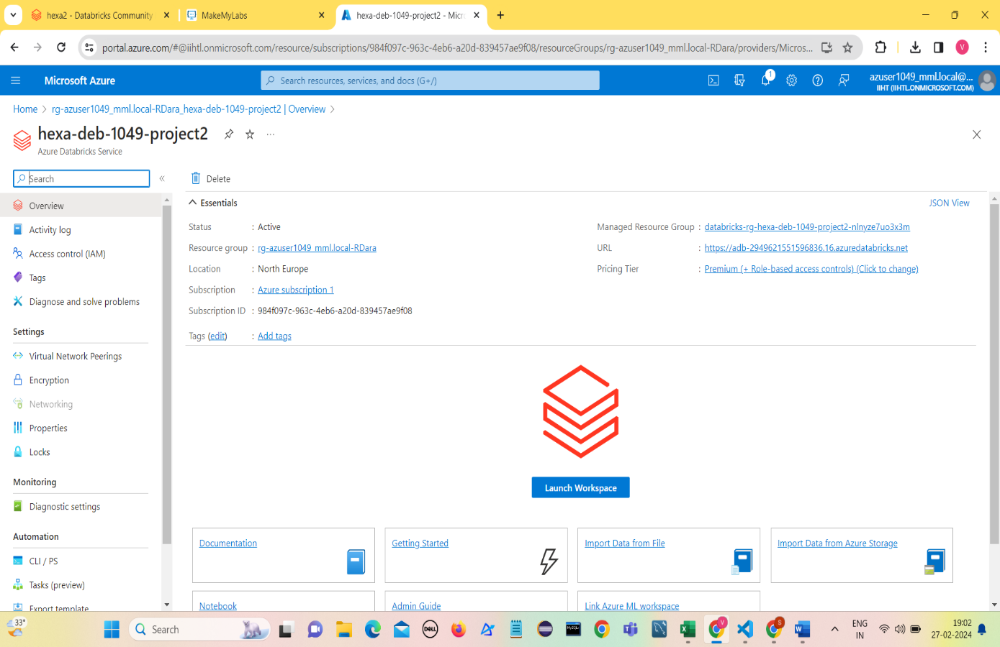 hexa2 - Databricks Community
MakeMyLabs
hexa-deb-1049-project2 - Micr
portal.azure.com/#@iihtl.onmicrosoft.com/resource/subscriptions/984f097c-963c-4eb6-a20d-839457ae9f08/resourceGroups/rg-azuser1049_mml.local-RDara/providers/Micros...
V
Microsoft Azure
Search resources, services, and docs (G+/)
1
azuser1049_mml.local@...
IIHT (IIHTL.ONMICROSOFT.COM)
Home > rg-azuser1049_mml.local-RDara_hexa-deb-1049-project2 | Overview >
hexa-deb-1049-project2
Azure Databricks Service
Search
Delete
Overview
Activity log
Access control (IAM)
Tags
Diagnose and solve problems
Settings
Virtual Network Peerings
Encryption
Networking
Properties
Locks
Monitoring
Diagnostic settings
Automation
CLI / PS
Tasks (preview)
Export template
Essentials
JSON View
Status : Active
Resource group : rg-azuser1049_mml.local-RDara
Location : North Europe
Subscription : Azure subscription 1
Subscription ID : 984f097c-963c-4eb6-a20d-839457ae9f08
Tags (edit) : Add tags
Managed Resource Group : databricks-rg-hexa-deb-1049-project2-nlnyze7uo3x3m
URL : https://adb-2949621551596836.16.azuredatabricks.net
Pricing Tier : Premium (+ Role-based access controls) (Click to change)
Launch Workspace
Documentation
Getting Started
Import Data from File
Import Data from Azure Storage
Notebook
Admin Guide
Link Azure ML workspace
33°
Search
DELL
V
S
ENG
IN
19:02
27-02-2024